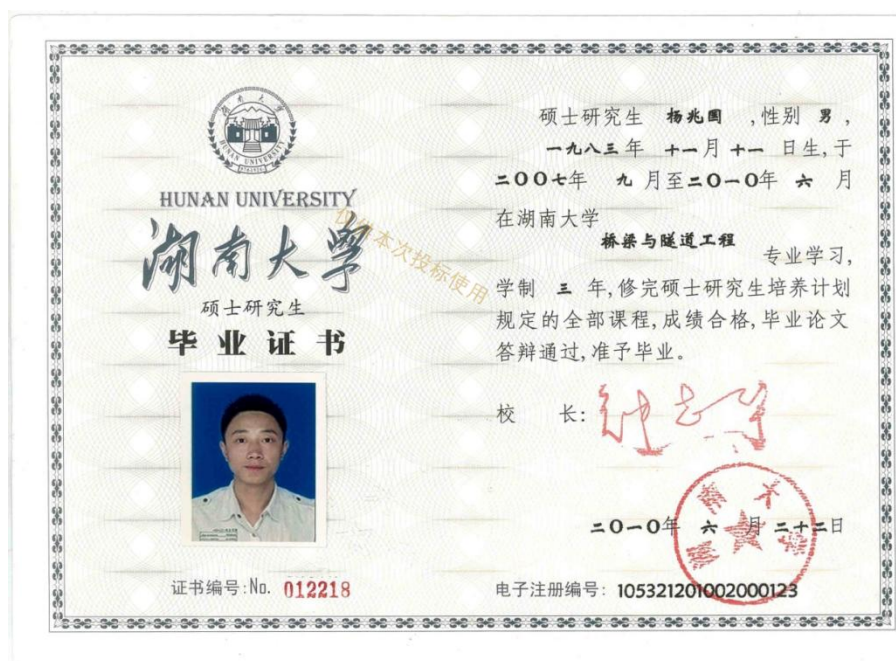 HUNAN UNIVERSITY
湖南大學
硕士研究生
毕业证书
证书编号:No. 012218
硕士研究生 杨兆国 ,性别 男,
一九八三年 十一月十一 日生,于
二00七年 九 月至二0一0年 六 月
在湖南大学
桥梁与隧道工程
专业学习,
学制 三 年,修完硕士研究生培养计划
规定的全部课程,成绩合格,毕业论文
答辩通过,准予毕业。
校 长:
二0一0年 六 月二十二日
电子注册编号: 105321201002000123
仅供本次投标使用